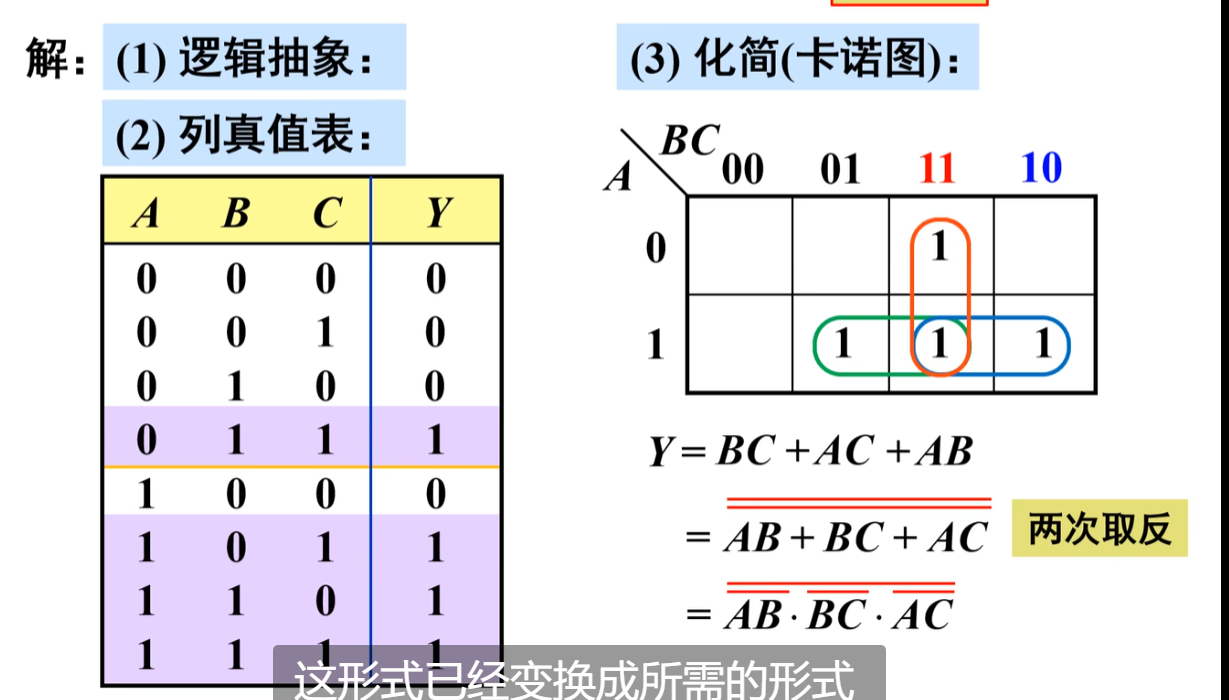 解：(1) 逻辑抽象：
(2) 列真值表：
A B C Y
0 0 0 0
0 0 1 0
0 1 0 0
0 1 1 1
1 0 0 0
1 0 1 1
1 1 0 1
1 1 1 1
(3) 化简(卡诺图)：
BC
A 00 01 11 10
0 1
1 1 1 1
Y = BC + AC + AB
= \overline{\overline{AB + BC + AC}} 两次取反
= \overline{\overline{AB} · \overline{BC} · \overline{AC}}
这形式已经变换成所需的形式